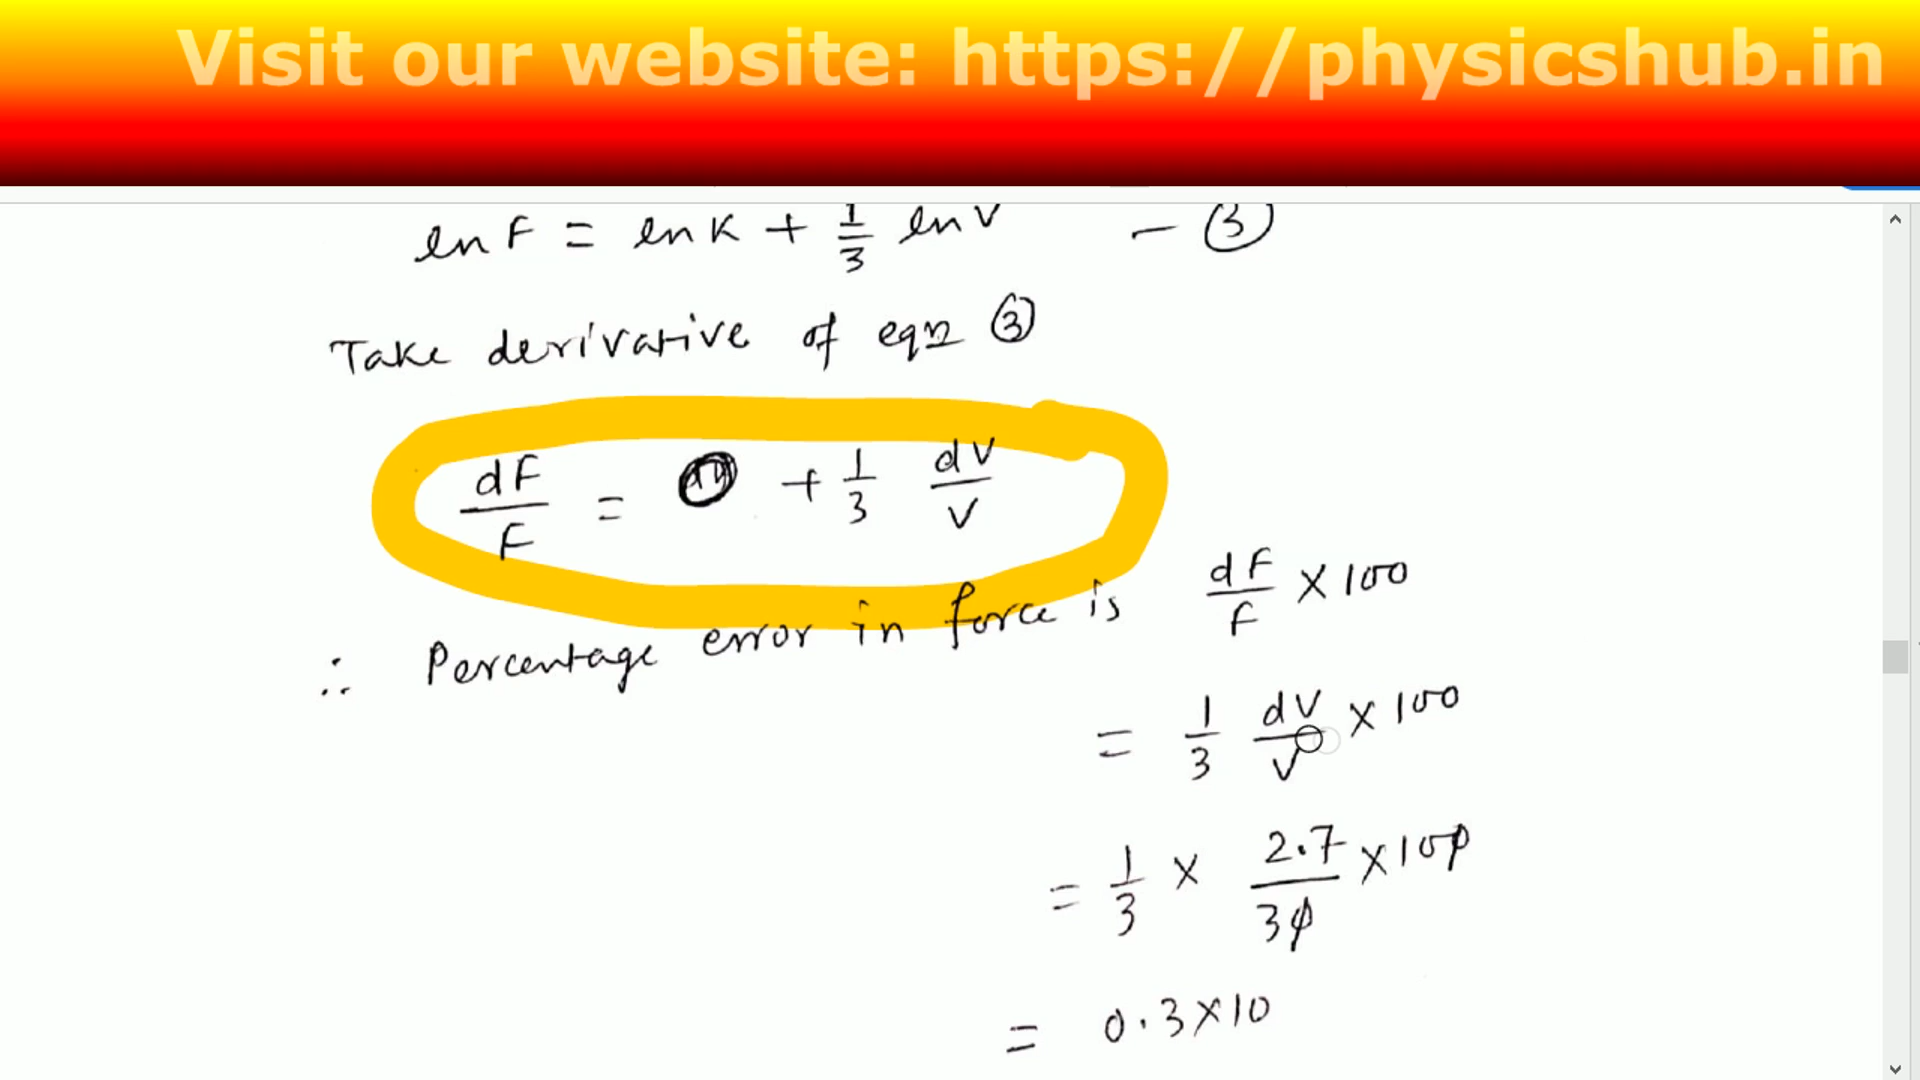 Visit our website: https://physicshub.in
ln F = ln K + 1/3 ln V - ③
Take derivative of eqn ③
dF/F = 0 + 1/3 dV/V
∴ Percentage error in force is dF/F × 100
= 1/3 dV/V × 100
= 1/3 × 2.7/30 × 100
= 0.3 × 10